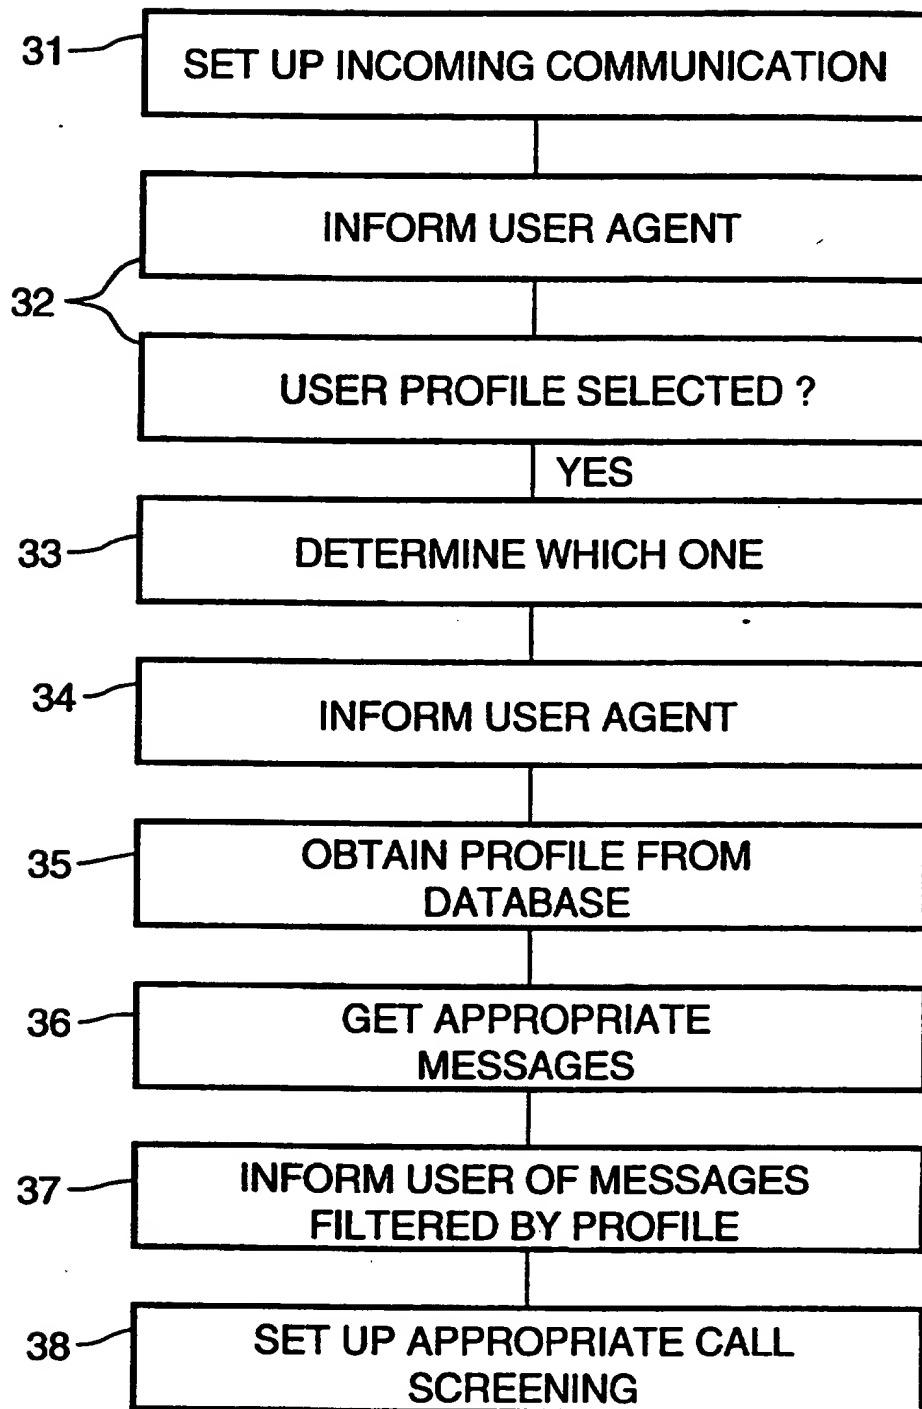 31
SET UP INCOMING COMMUNICATION
INFORM USER AGENT
32
USER PROFILE SELECTED ?
YES
33
DETERMINE WHICH ONE
34
INFORM USER AGENT
35
OBTAIN PROFILE FROM
DATABASE
36
GET APPROPRIATE
MESSAGES
37
INFORM USER OF MESSAGES
FILTERED BY PROFILE
38
SET UP APPROPRIATE CALL
SCREENING